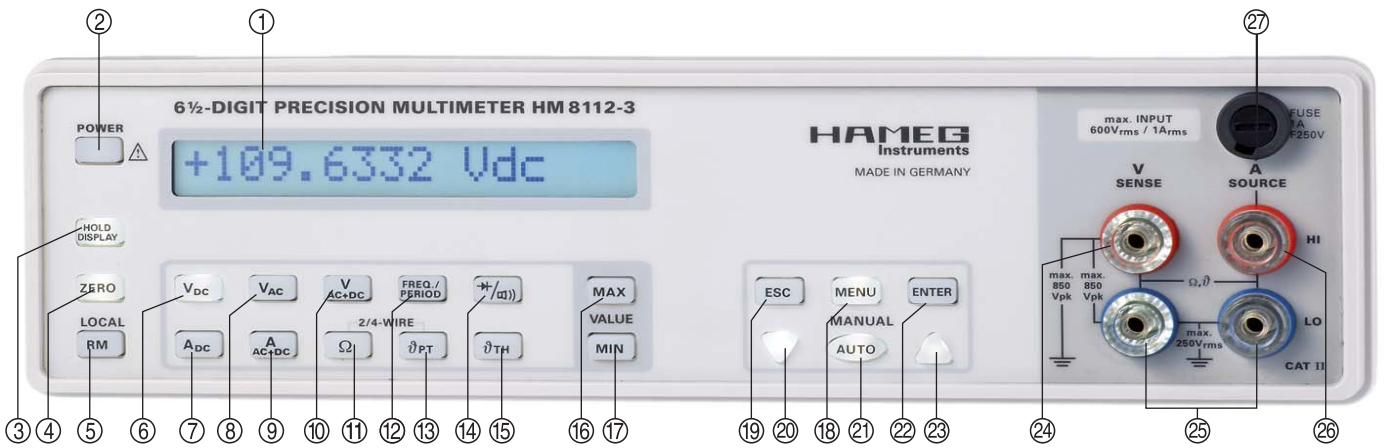 ② ① ㉗
6½-DIGIT PRECISION MULTIMETER HM 8112-3
POWER
+109.6332 Vdc
HAMEG
Instruments
MADE IN GERMANY
max. INPUT
600Vrms / 1Arms
FUSE
1A
F250V
V
SENSE
A
SOURCE
HOLD
DISPLAY
HI
ZERO
VDC
VAC
V
AC+DC
FREQ./
PERIOD
MAX
ESC
MENU
ENTER
max.
850
Vpk
max.
850
Vpk
Ω,ϑ
LOCAL
RM
2/4-WIRE
VALUE
MANUAL
ADC
A
AC+DC
Ω
ϑPT
ϑTH
MIN
AUTO
max.
250Vrms
LO
CAT II
③ ④ ⑤ ⑥ ⑦ ⑧ ⑨ ⑩ ⑪ ⑫ ⑬ ⑭ ⑮ ⑯ ⑰ ⑲ ⑳ ⑱ ㉑ ㉒ ㉓ ㉔ ㉕ ㉖